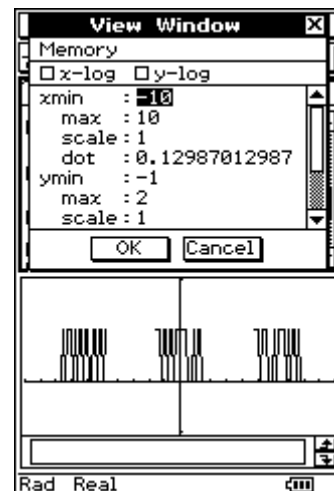 View Window
Memory
x-log y-log
xmin :-10
max :10
scale:1
dot :0.12987012987
ymin :-1
max :2
scale:1
OK Cancel
Rad Real